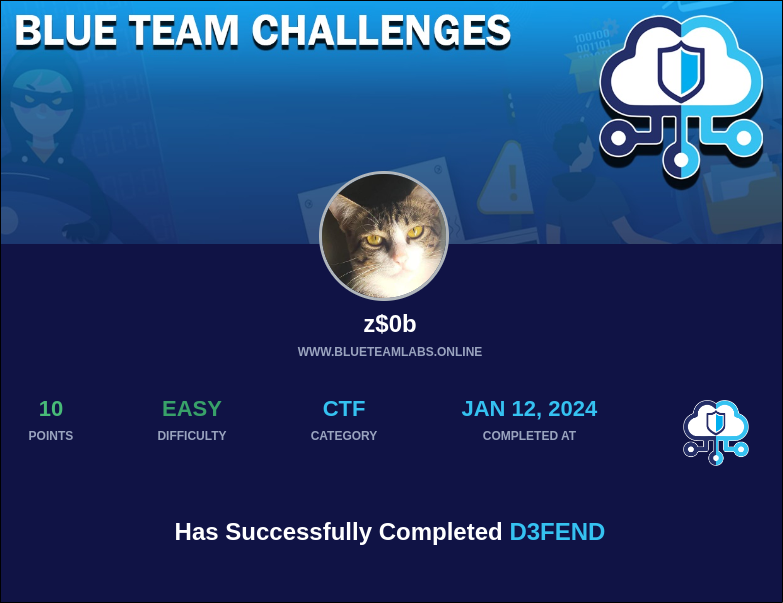 BLUE TEAM CHALLENGES
z$0b
WWW.BLUETEAMLABS.ONLINE
10 EASY CTF JAN 12, 2024
POINTS DIFFICULTY CATEGORY COMPLETED AT
Has Successfully Completed D3FEND